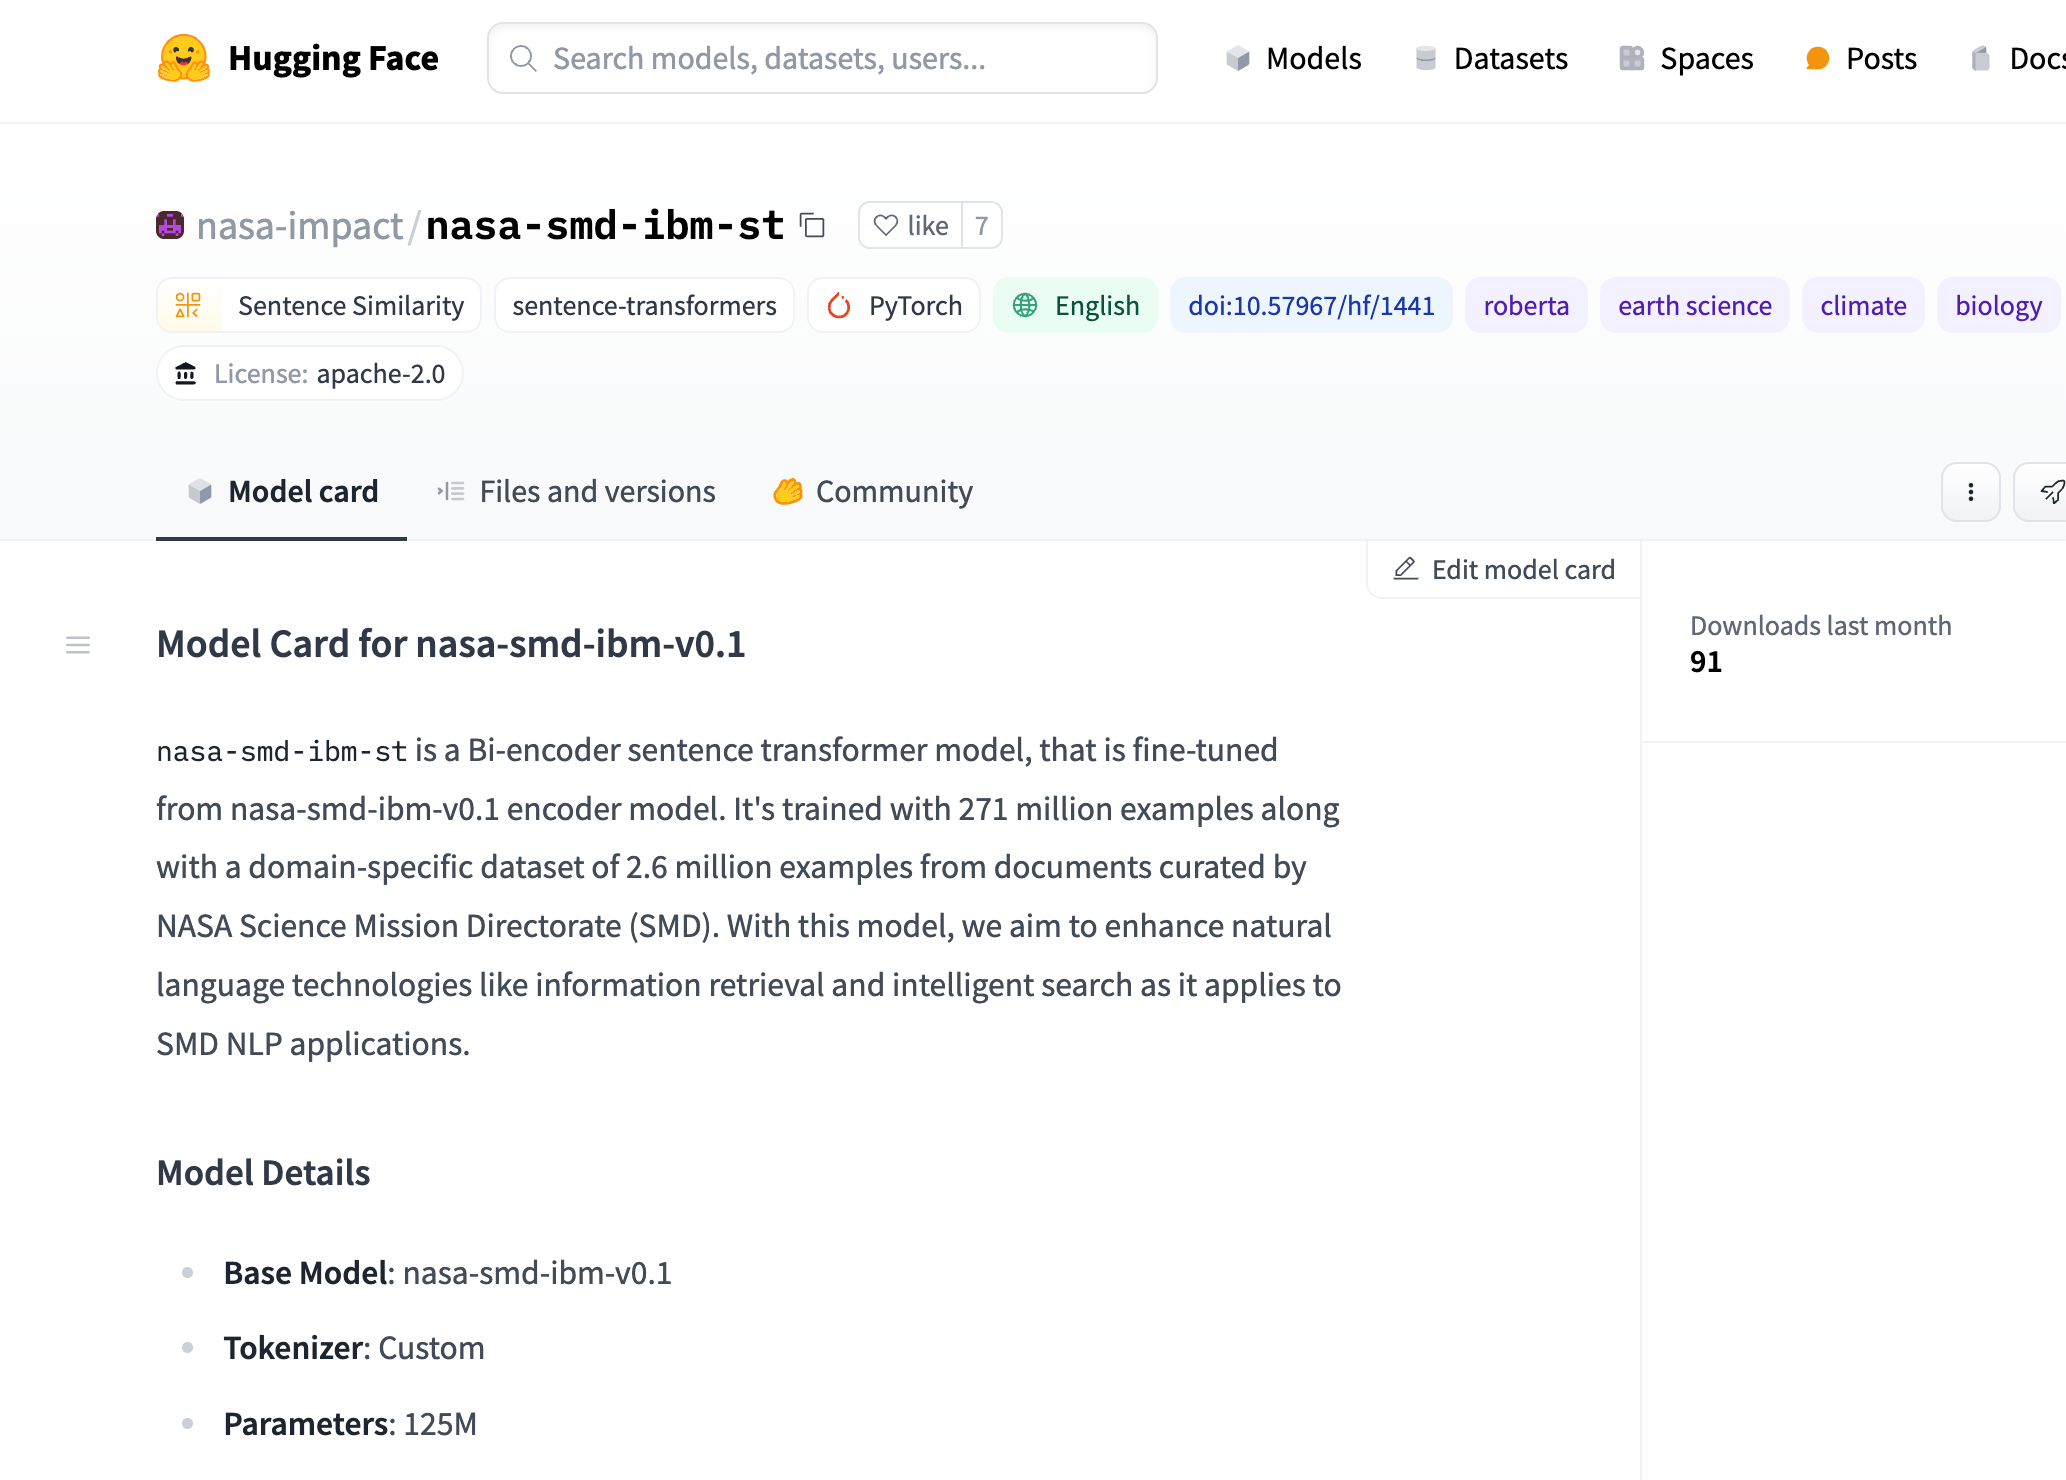 Hugging Face
Search models, datasets, users...
Models
Datasets
Spaces
Posts
Docs
nasa-impact/nasa-smd-ibm-st
like 7
Sentence Similarity
sentence-transformers
PyTorch
English
doi:10.57967/hf/1441
roberta
earth science
climate
biology
License: apache-2.0
Model card
Files and versions
Community
Edit model card
Downloads last month
91
Model Card for nasa-smd-ibm-v0.1
nasa-smd-ibm-st is a Bi-encoder sentence transformer model, that is fine-tuned
from nasa-smd-ibm-v0.1 encoder model. It's trained with 271 million examples along
with a domain-specific dataset of 2.6 million examples from documents curated by
NASA Science Mission Directorate (SMD). With this model, we aim to enhance natural
language technologies like information retrieval and intelligent search as it applies to
SMD NLP applications.
Model Details
Base Model: nasa-smd-ibm-v0.1
Tokenizer: Custom
Parameters: 125M